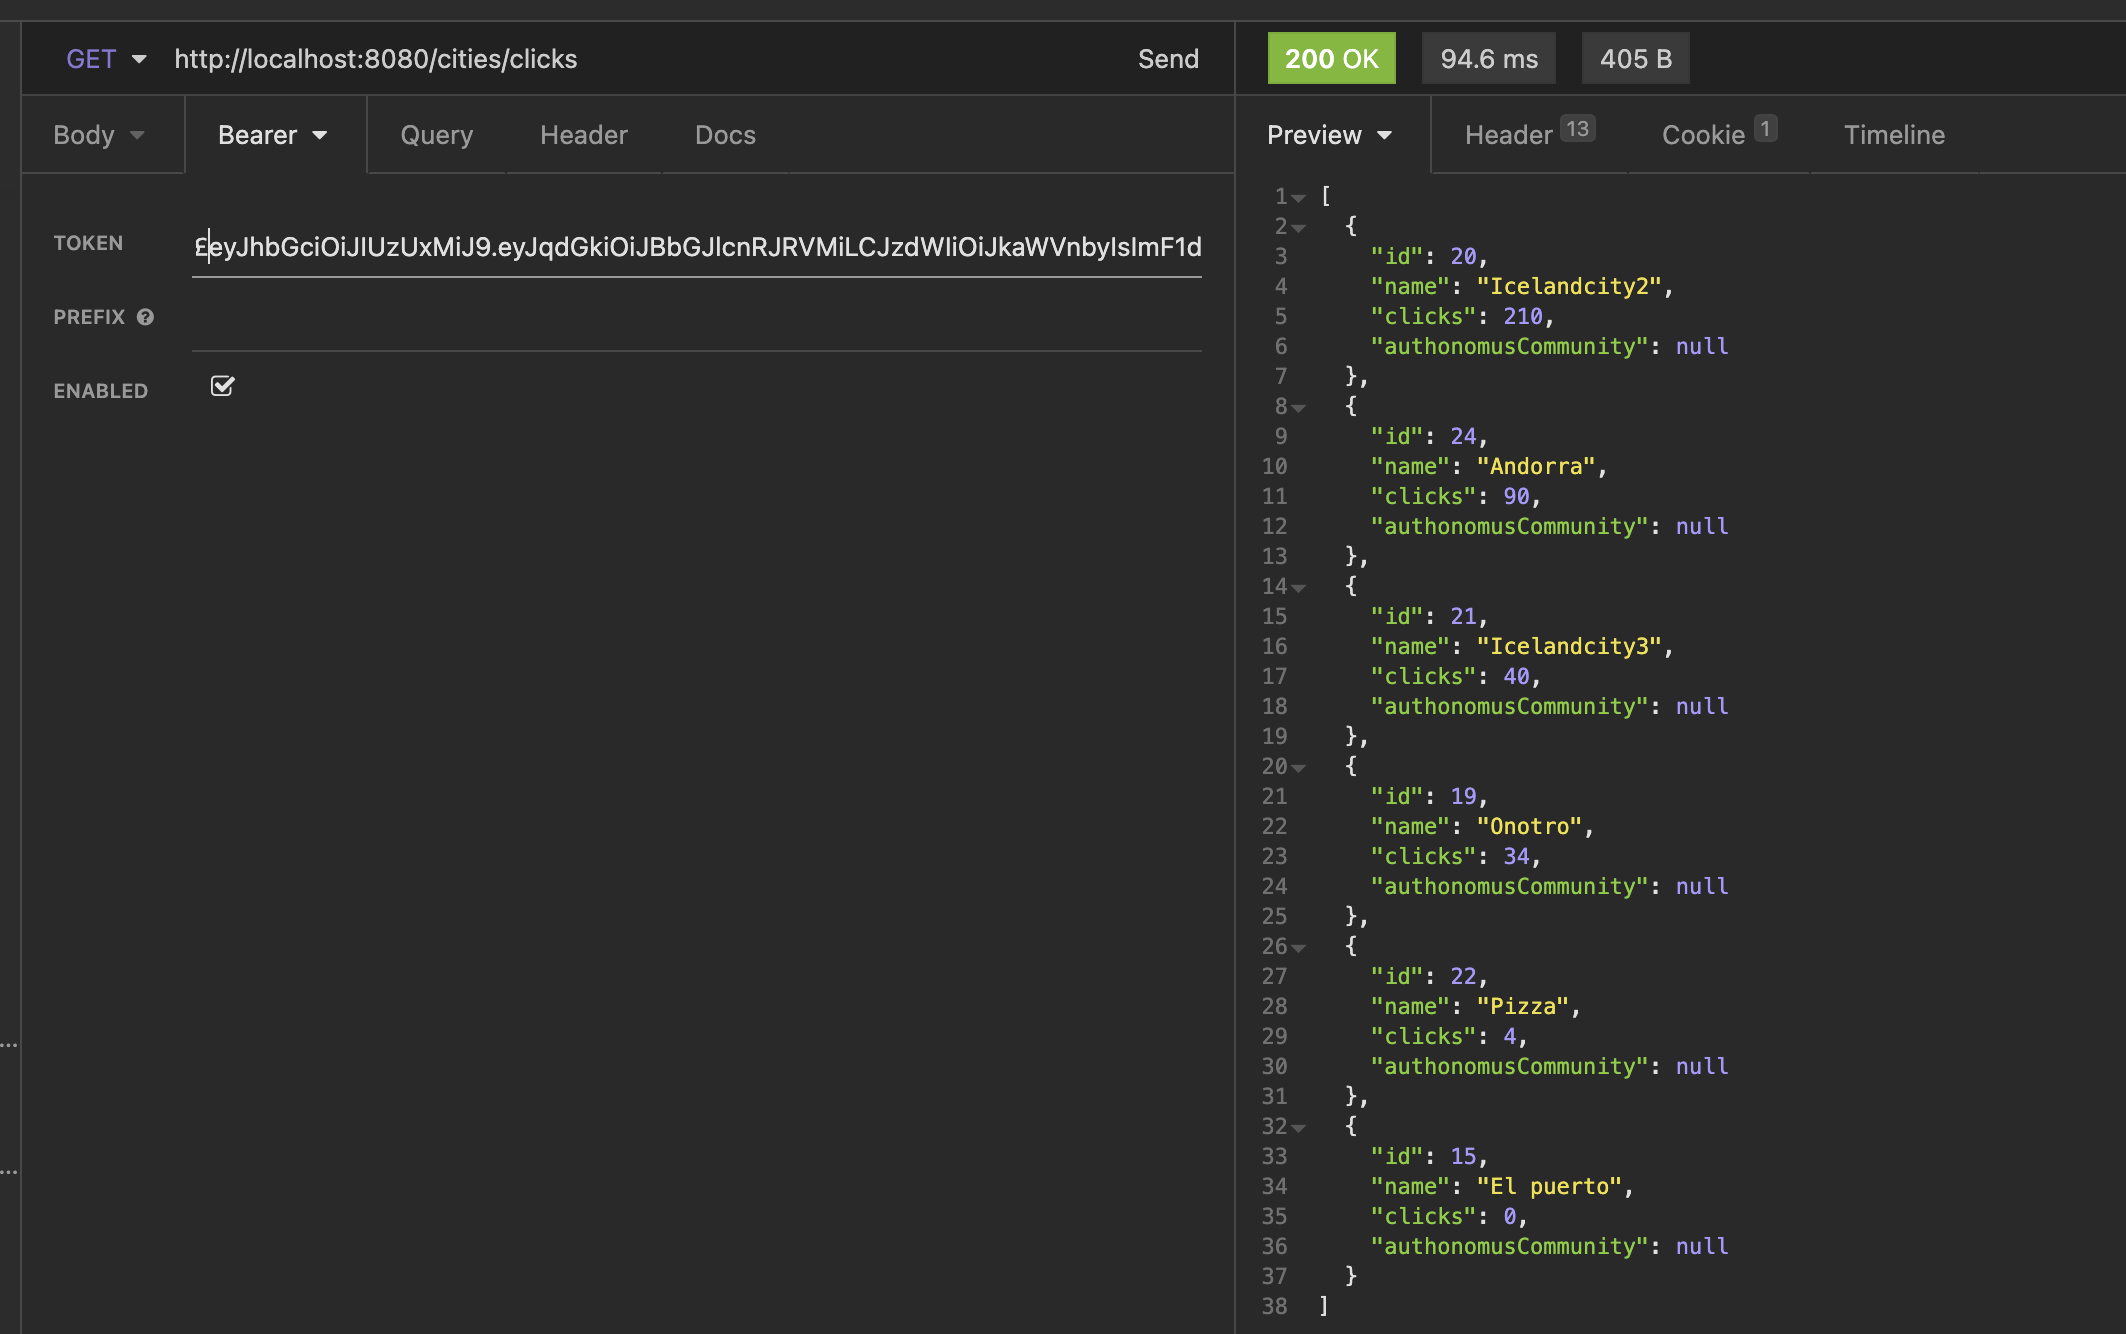 GET http://localhost:8080/cities/clicks Send
Body Bearer Query Header Docs
TOKEN £eyJhbGciOiJIUzUxMiJ9.eyJqdGkiOiJBbGJlcnRJRVMiLCJzdWIiOiJkaWVnbyIsImF1d
PREFIX
ENABLED
200 OK 94.6 ms 405 B
Preview Header 13 Cookie 1 Timeline
1 [
2 {
3 "id": 20,
4 "name": "Icelandcity2",
5 "clicks": 210,
6 "authonomusCommunity": null
7 },
8 {
9 "id": 24,
10 "name": "Andorra",
11 "clicks": 90,
12 "authonomusCommunity": null
13 },
14 {
15 "id": 21,
16 "name": "Icelandcity3",
17 "clicks": 40,
18 "authonomusCommunity": null
19 },
20 {
21 "id": 19,
22 "name": "Onotro",
23 "clicks": 34,
24 "authonomusCommunity": null
25 },
26 {
27 "id": 22,
28 "name": "Pizza",
29 "clicks": 4,
30 "authonomusCommunity": null
31 },
32 {
33 "id": 15,
34 "name": "El puerto",
35 "clicks": 0,
36 "authonomusCommunity": null
37 }
38 ]